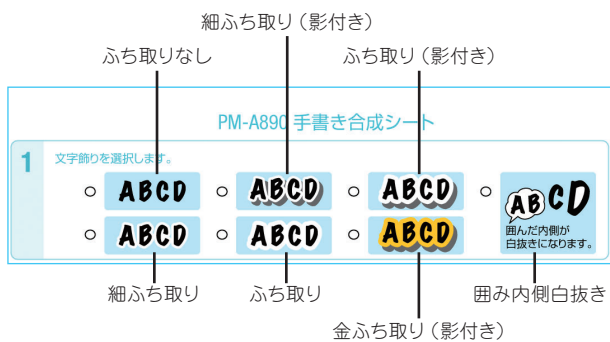 細ふち取り（影付き）
ふち取りなし
ふち取り（影付き）
PM-A890 手書き合成シート
1
文字飾りを選択します。
ABCD
ABCD
ABCD
ABCD
囲んだ内側が
白抜きになります。
ABCD
ABCD
ABCD
細ふち取り
ふち取り
囲み内側白抜き
金ふち取り（影付き）